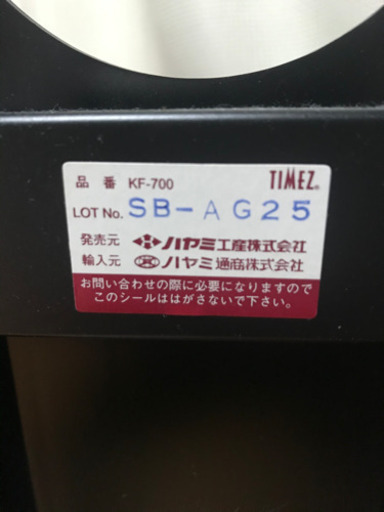 品番 KF-700 TIMEZ®
LOT No. SB-AG25
発売元 ハヤミ工産株式会社
輸入元 ハヤミ通商株式会社
お問い合わせの際に必要になりますので
このシールははがさないで下さい。